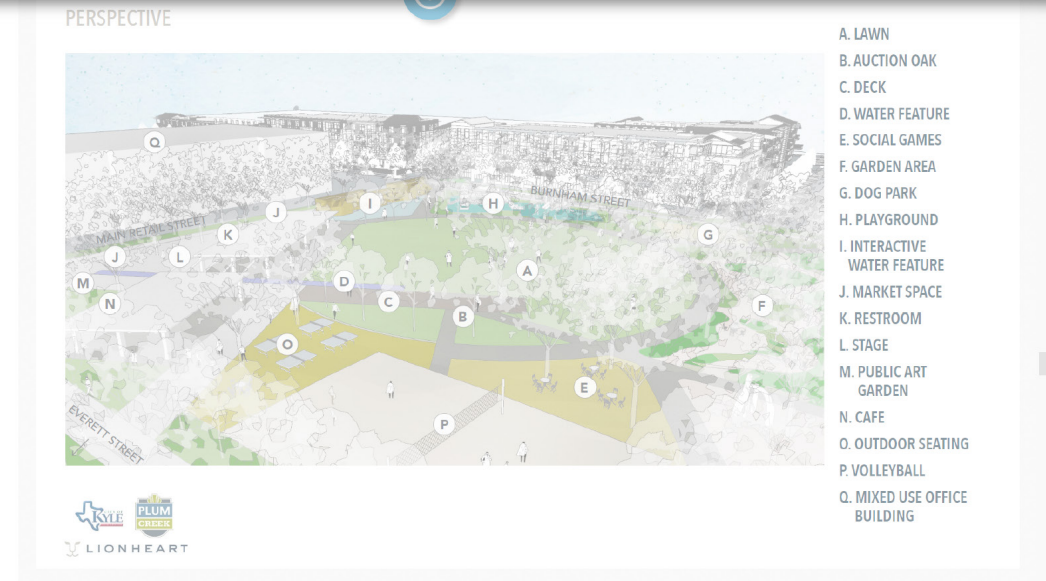 PERSPECTIVE
A. LAWN
B. AUCTION OAK
C. DECK
D. WATER FEATURE
E. SOCIAL GAMES
F. GARDEN AREA
G. DOG PARK
H. PLAYGROUND
I. INTERACTIVE
WATER FEATURE
J. MARKET SPACE
K. RESTROOM
L. STAGE
M. PUBLIC ART
GARDEN
N. CAFE
O. OUTDOOR SEATING
P. VOLLEYBALL
Q. MIXED USE OFFICE
BUILDING
Q
BURNHAM STREET
I
H
J
MAIN RETAIL STREET
K
G
J
L
A
M
D
N
C
F
B
O
E
P
EVERETT STREET
KYLE
PLUM
CREEK
LIONHEART